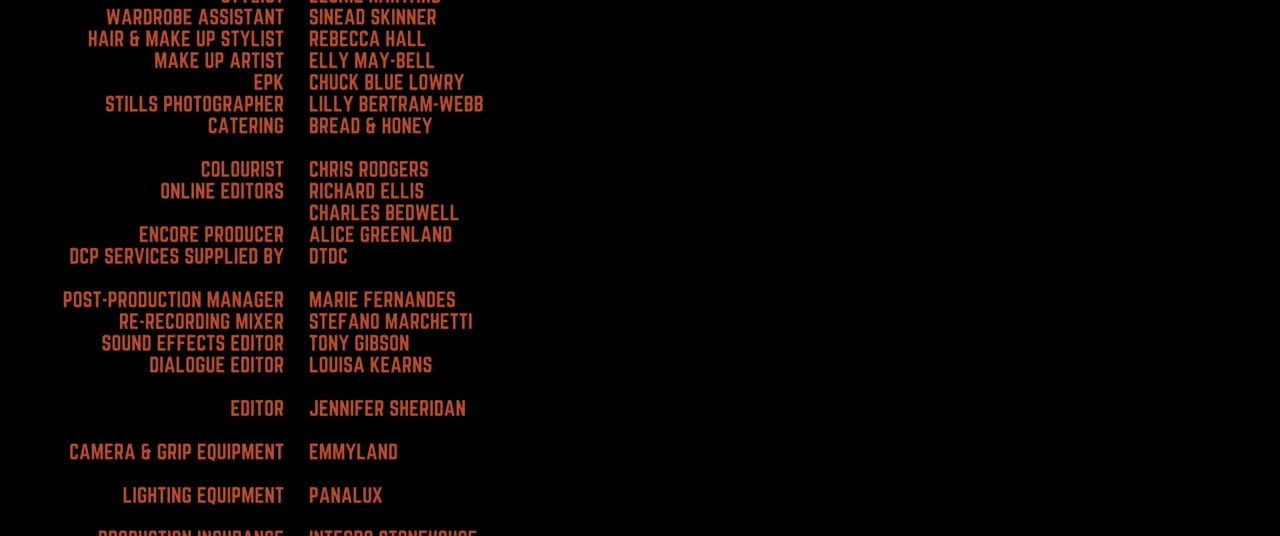 WARDROBE ASSISTANT SINEAD SKINNER
HAIR & MAKE UP STYLIST REBECCA HALL
MAKE UP ARTIST ELLY MAY-BELL
EPK CHUCK BLUE LOWRY
STILLS PHOTOGRAPHER LILLY BERTRAM-WEBB
CATERING BREAD & HONEY
COLOURIST CHRIS RODGERS
ONLINE EDITORS RICHARD ELLIS
CHARLES BEDWELL
ENCORE PRODUCER ALICE GREENLAND
DCP SERVICES SUPPLIED BY DTDC
POST-PRODUCTION MANAGER MARIE FERNANDES
RE-RECORDING MIXER STEFANO MARCHETTI
SOUND EFFECTS EDITOR TONY GIBSON
DIALOGUE EDITOR LOUISA KEARNS
EDITOR JENNIFER SHERIDAN
CAMERA & GRIP EQUIPMENT EMMYLAND
LIGHTING EQUIPMENT PANALUX
PRODUCTION INSURANCE